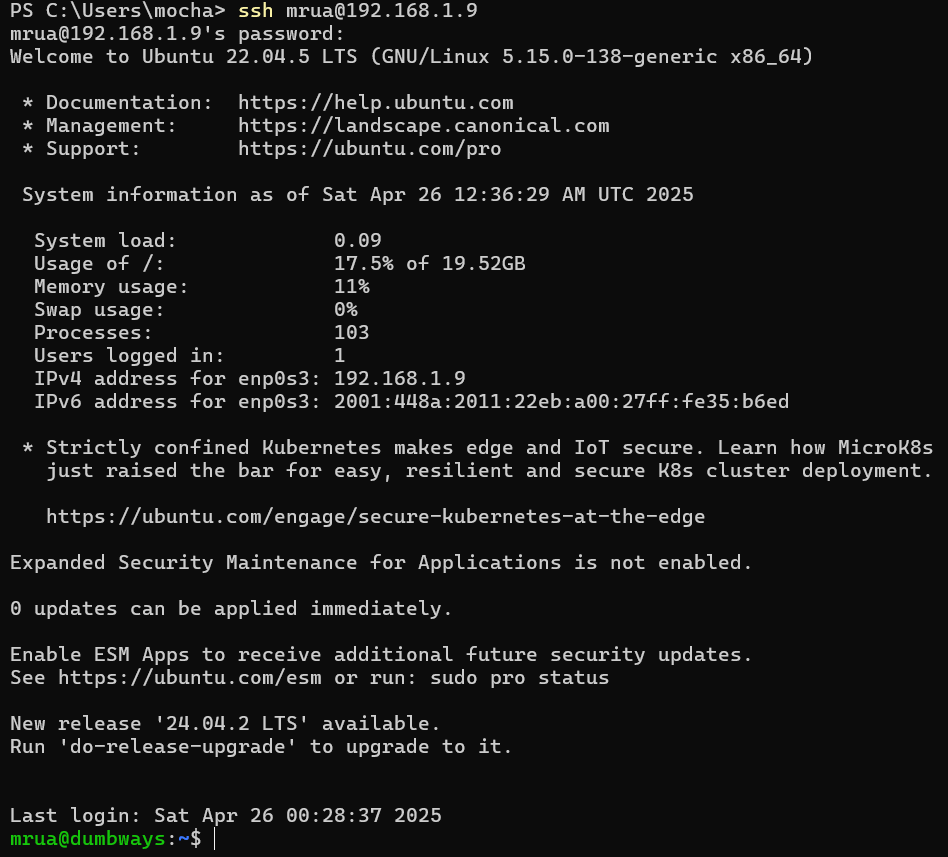 PS C:\Users\mocha> ssh mrua@192.168.1.9
mrua@192.168.1.9's password:
Welcome to Ubuntu 22.04.5 LTS (GNU/Linux 5.15.0-138-generic x86_64)
* Documentation:  https://help.ubuntu.com
* Management:     https://landscape.canonical.com
* Support:        https://ubuntu.com/pro
System information as of Sat Apr 26 12:36:29 AM UTC 2025
System load:             0.09
Usage of /:              17.5% of 19.52GB
Memory usage:            11%
Swap usage:              0%
Processes:               103
Users logged in:         1
IPv4 address for enp0s3: 192.168.1.9
IPv6 address for enp0s3: 2001:448a:2011:22eb:a00:27ff:fe35:b6ed
* Strictly confined Kubernetes makes edge and IoT secure. Learn how MicroK8s
just raised the bar for easy, resilient and secure K8s cluster deployment.
https://ubuntu.com/engage/secure-kubernetes-at-the-edge
Expanded Security Maintenance for Applications is not enabled.
0 updates can be applied immediately.
Enable ESM Apps to receive additional future security updates.
See https://ubuntu.com/esm or run: sudo pro status
New release '24.04.2 LTS' available.
Run 'do-release-upgrade' to upgrade to it.
Last login: Sat Apr 26 00:28:37 2025
mrua@dumbways:~$